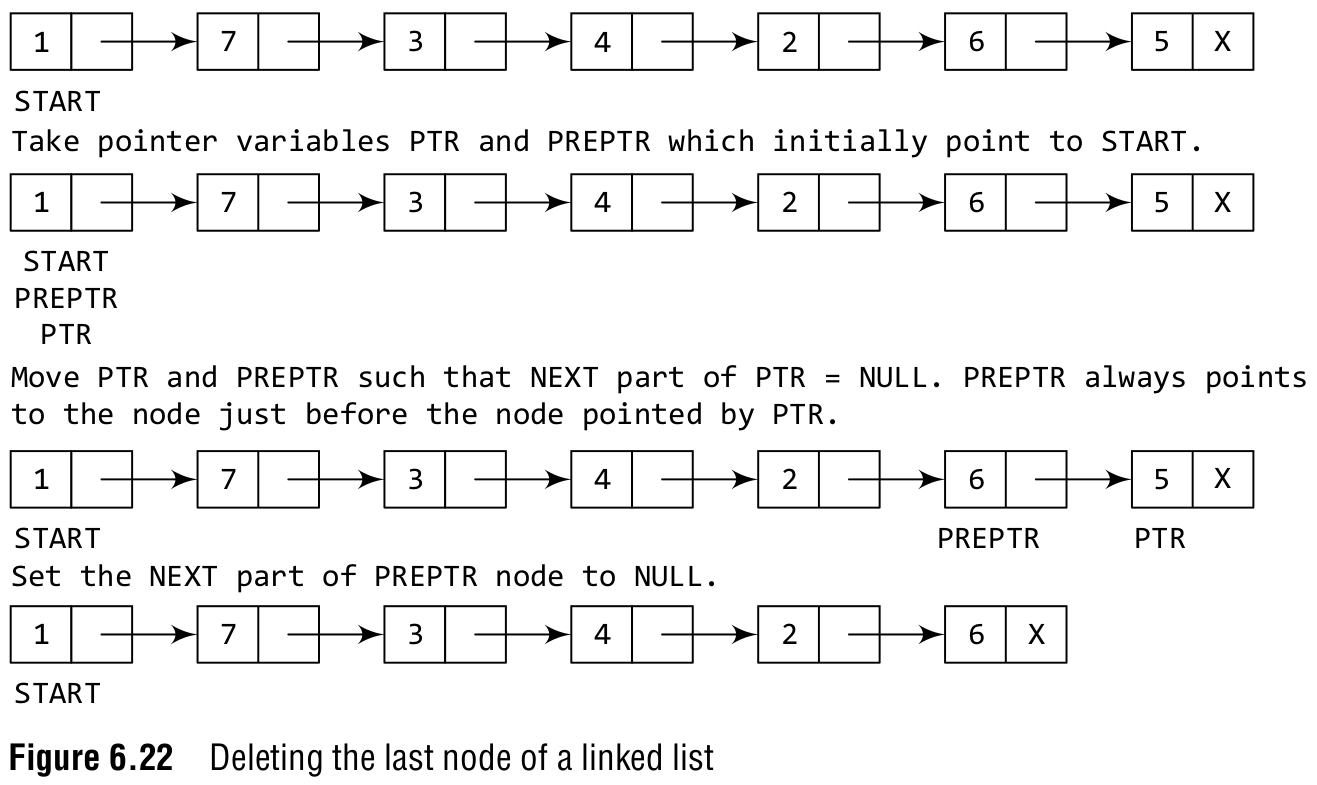 1 7 3 4 2 6 5 X
START
Take pointer variables PTR and PREPTR which initially point to START.
1 7 3 4 2 6 5 X
START
PREPTR
PTR
Move PTR and PREPTR such that NEXT part of PTR = NULL. PREPTR always points
to the node just before the node pointed by PTR.
1 7 3 4 2 6 5 X
START PREPTR PTR
Set the NEXT part of PREPTR node to NULL.
1 7 3 4 2 6 X
START
Figure 6.22 Deleting the last node of a linked list